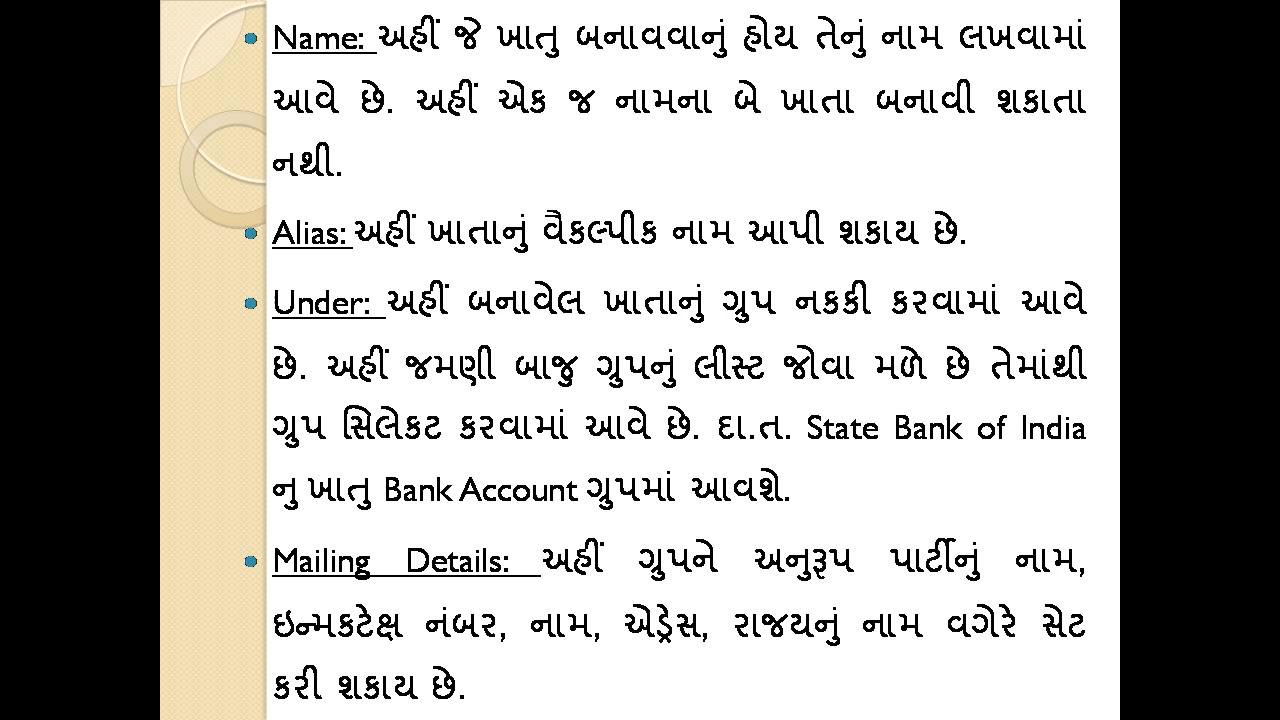 • Name: અહીં જે ખાતુ બનાવવાનું હોય તેનું નામ લખવામાં
આવે છે. અહીં એક જ નામના બે ખાતા બનાવી શકાતા
નથી.
• Alias: અહીં ખાતાનું વૈકલ્પીક નામ આપી શકાય છે.
• Under: અહીં બનાવેલ ખાતાનું ગ્રુપ નકકી કરવામાં આવે
છે. અહીં જમણી બાજુ ગ્રુપનું લીસ્ટ જોવા મળે છે તેમાંથી
ગ્રુપ સિલેકટ કરવામાં આવે છે. દા.ત. State Bank of India
નુ ખાતુ Bank Account ગ્રુપમાં આવશે.
• Mailing Details: અહીં ગ્રુપને અનુરૂપ પાર્ટીનું નામ,
ઇન્મકટેક્ષ નંબર, નામ, એડ્રેસ, રાજયનું નામ વગેરે સેટ
કરી શકાય છે.